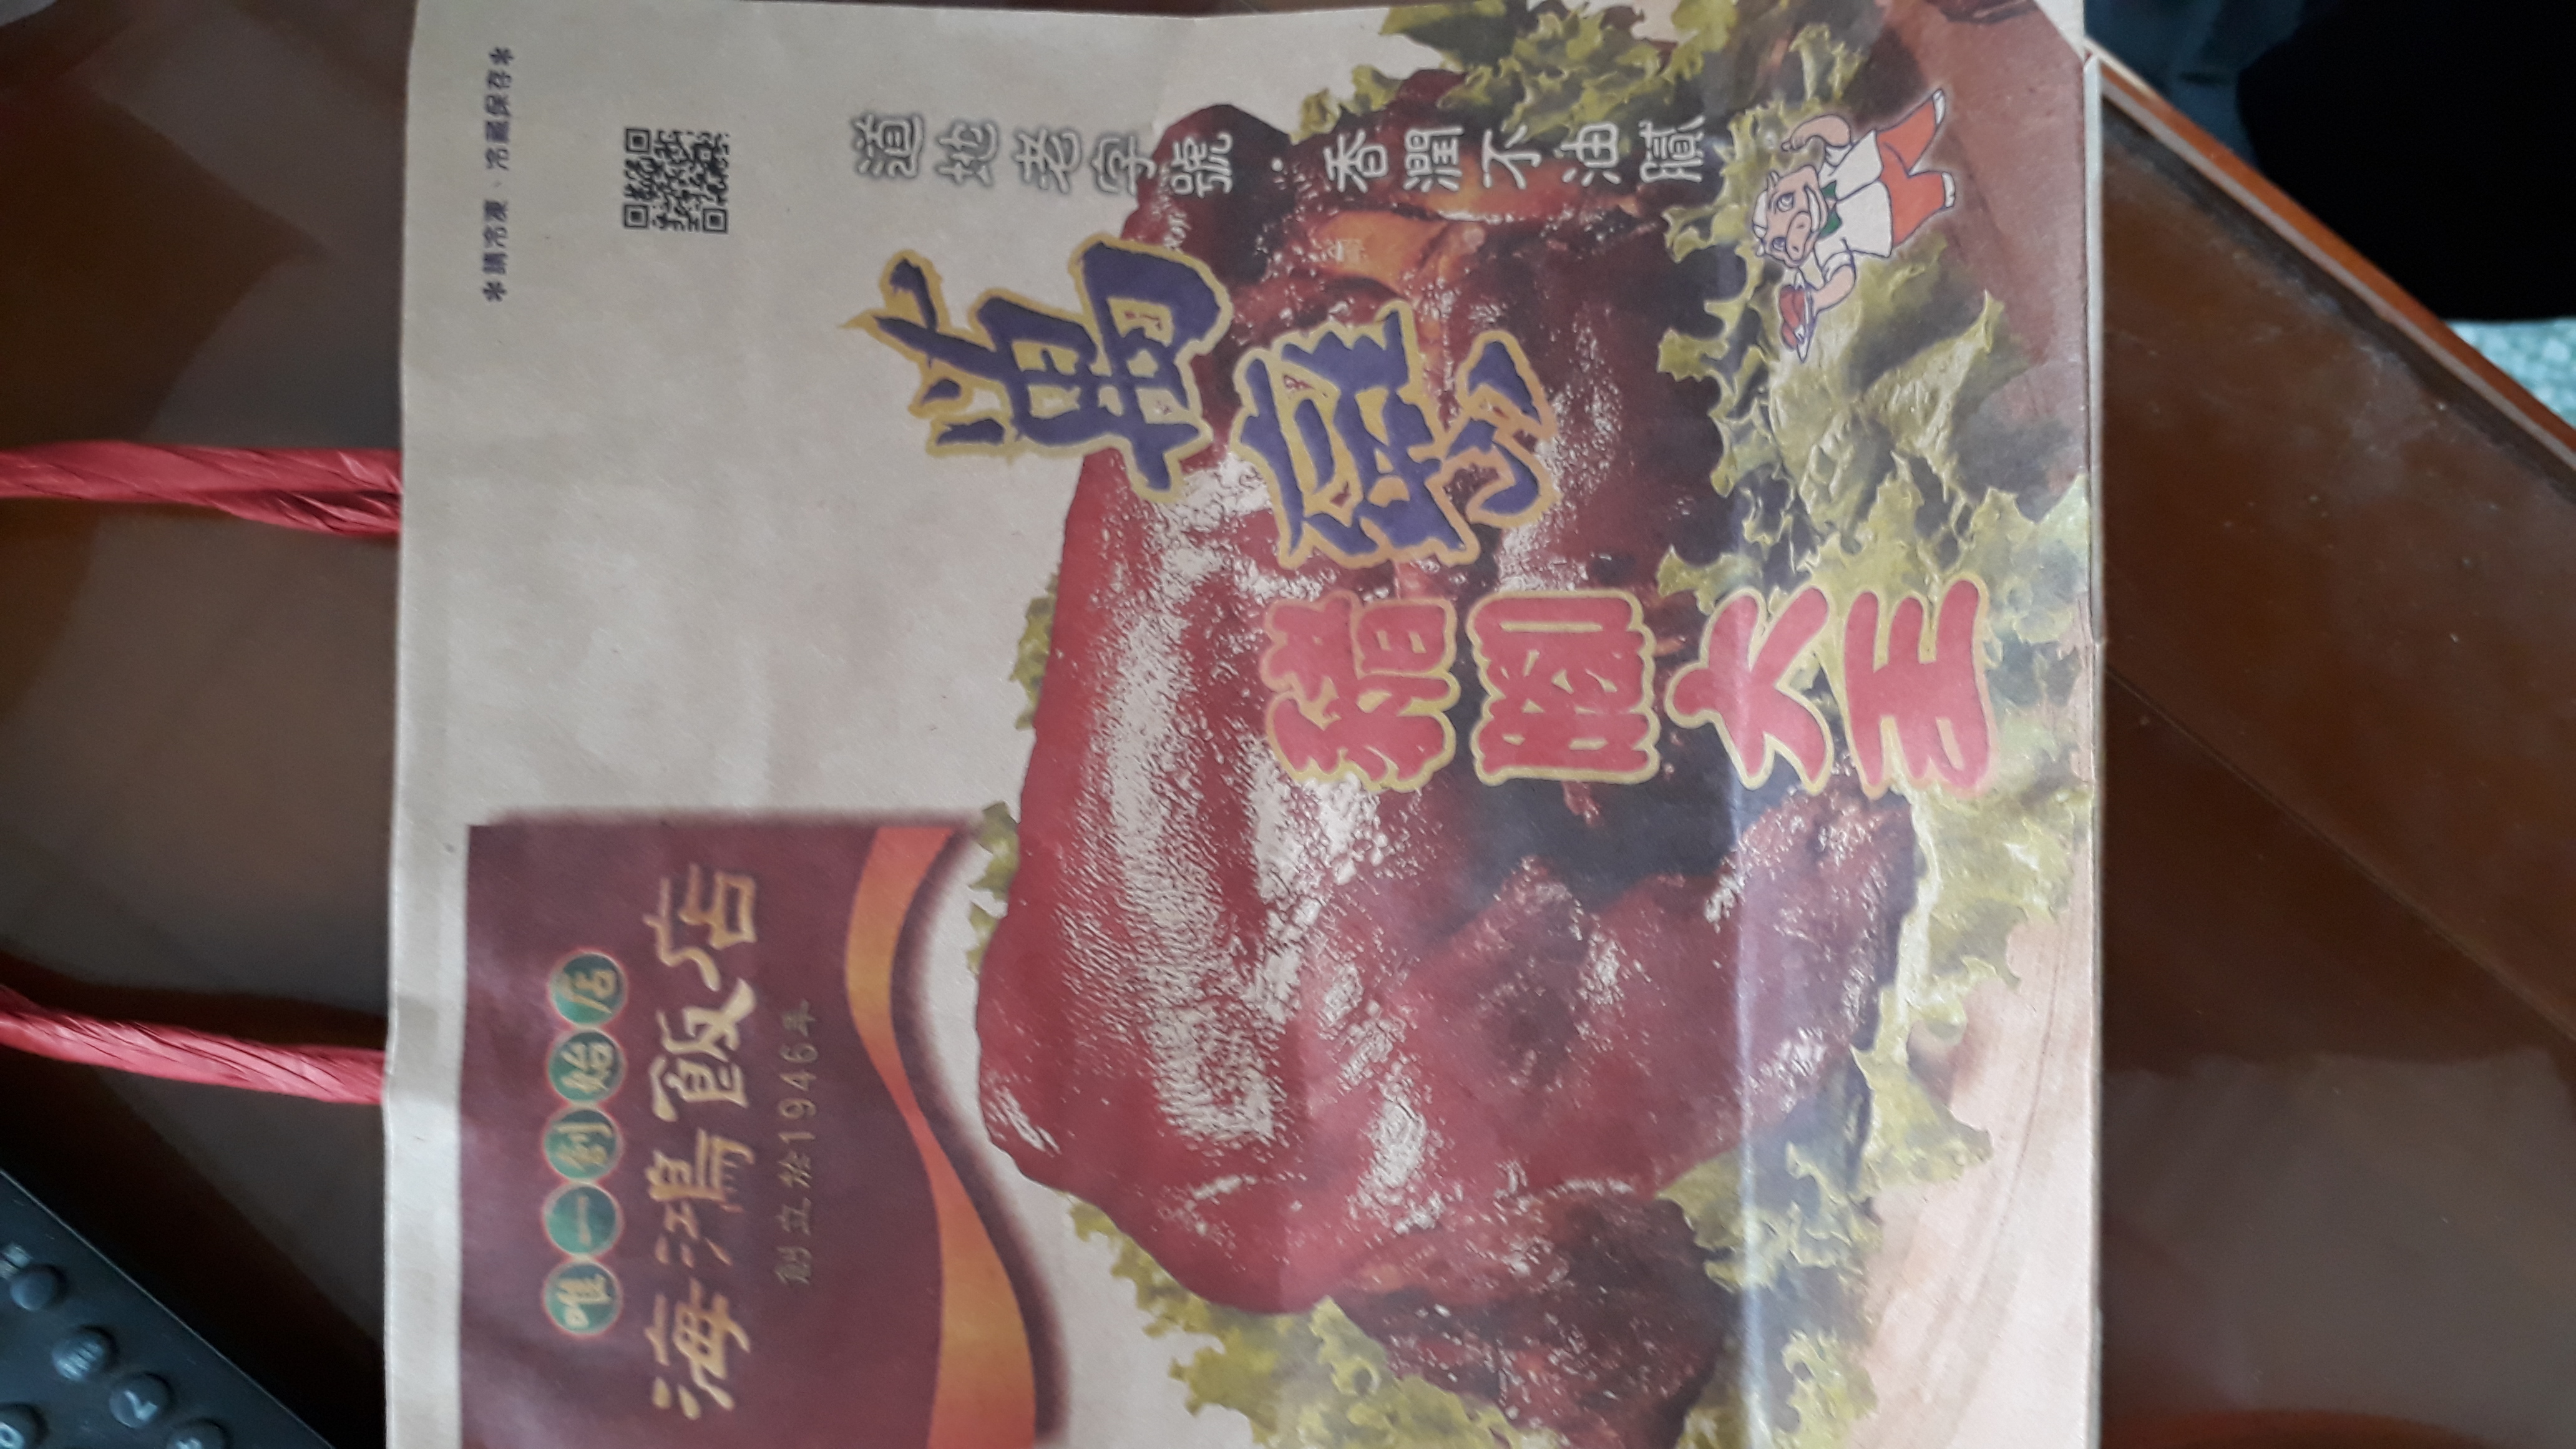 *請冷凍、冷藏保存*
唯一創始店
海鴻飯店
創立於1946年
道地老字號·香潤不油膩
萬巒
豬腳大王